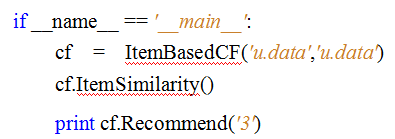 if __name__ == '__main__':
cf = ItemBasedCF('u.data','u.data')
cf.ItemSimilarity()
print cf.Recommend('3')